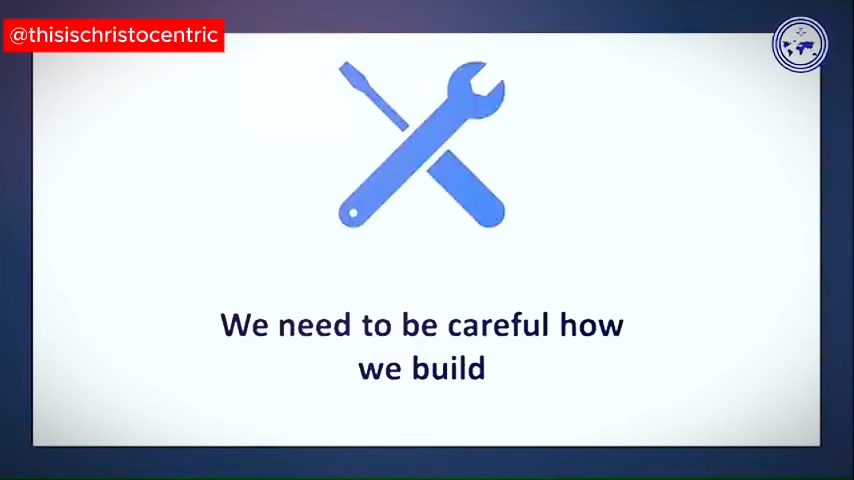 @thisischristocentric
We need to be careful how
we build